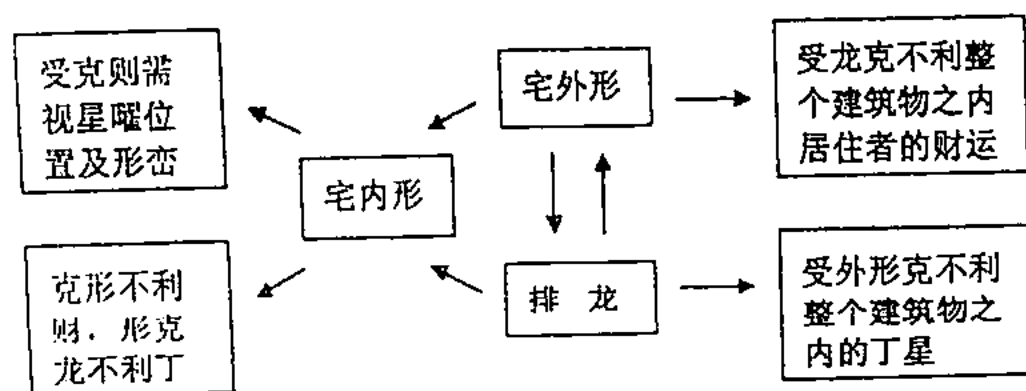 受克则需
视星曜位
置及形峦
宅外形
受龙克不利整
个建筑物之内
居住者的财运
宅内形
克形不利
财．形克
龙不利丁
排 龙
受外形克不利
整个建筑物之
内的丁星